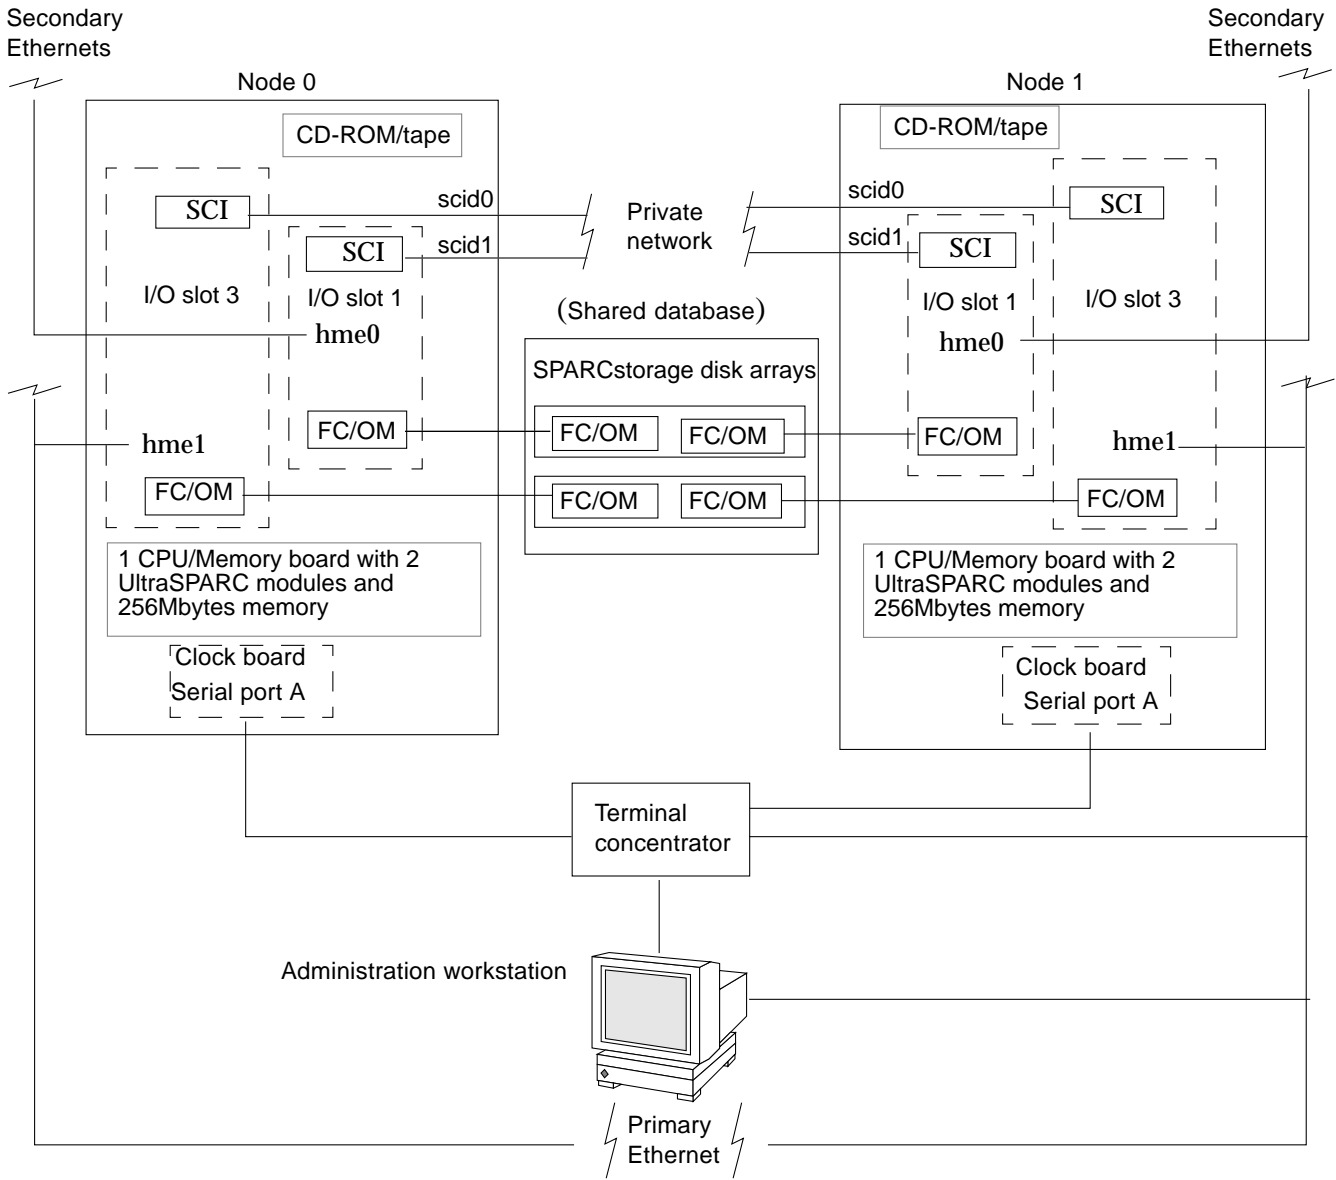 Secondary
Ethernets
Secondary
Ethernets
Node 0
Node 1
CD-ROM/tape
CD-ROM/tape
SCI
scid0
Private
network
scid0
SCI
SCI
scid1
scid1
SCI
I/O slot 3
I/O slot 1
(Shared database)
I/O slot 1
I/O slot 3
hme0
hme0
SPARCstorage disk arrays
hme1
FC/OM
FC/OM
FC/OM
FC/OM
hme1
FC/OM
FC/OM
FC/OM
FC/OM
1 CPU/Memory board with 2
UltraSPARC modules and
256Mbytes memory
1 CPU/Memory board with 2
UltraSPARC modules and
256Mbytes memory
Clock board
Serial port A
Clock board
Serial port A
Terminal
concentrator
Administration workstation
Primary
Ethernet